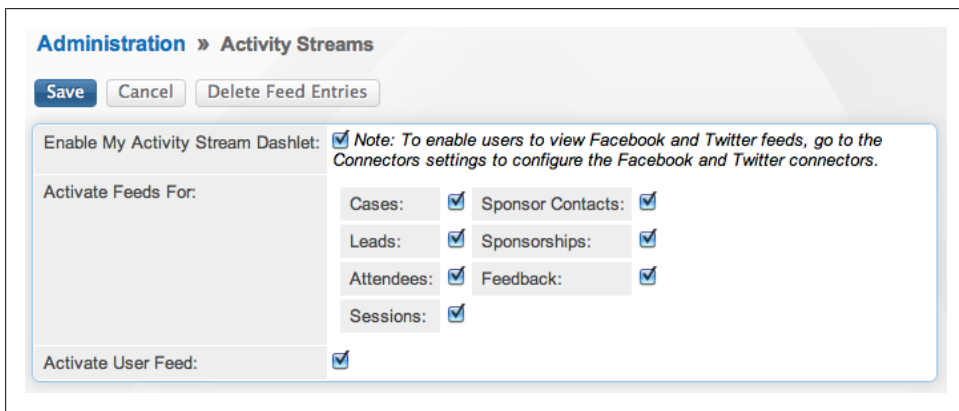 Administration » Activity Streams
Save Cancel Delete Feed Entries
Enable My Activity Stream Dashlet: Note: To enable users to view Facebook and Twitter feeds, go to the
Connectors settings to configure the Facebook and Twitter connectors.
Activate Feeds For:
Cases: Sponsor Contacts:
Leads: Sponsorships:
Attendees: Feedback:
Sessions:
Activate User Feed: